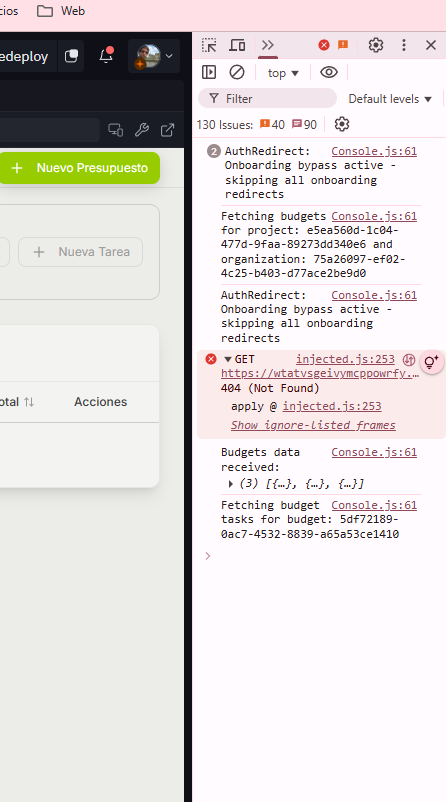 cios
Web
edeploy
Nuevo Presupuesto
Nueva Tarea
otal
Acciones
top
Filter
Default levels
130 Issues: 40 90
2 AuthRedirect: Console.js:61
Onboarding bypass active -
skipping all onboarding
redirects
Fetching budgets Console.js:61
for project: e5ea560d-1c04-
477d-9faa-89273dd340e6 and
organization: 75a26097-ef02-
4c25-b403-d77ace2be9d0
AuthRedirect: Console.js:61
Onboarding bypass active -
skipping all onboarding
redirects
GET injected.js:253
https://wtatvsgeivymcppowrfy.…
404 (Not Found)
apply @ injected.js:253
Show ignore-listed frames
Budgets data Console.js:61
received:
(3) [{…}, {…}, {…}]
Fetching budget Console.js:61
tasks for budget: 5df72189-
0ac7-4532-8839-a65a53ce1410